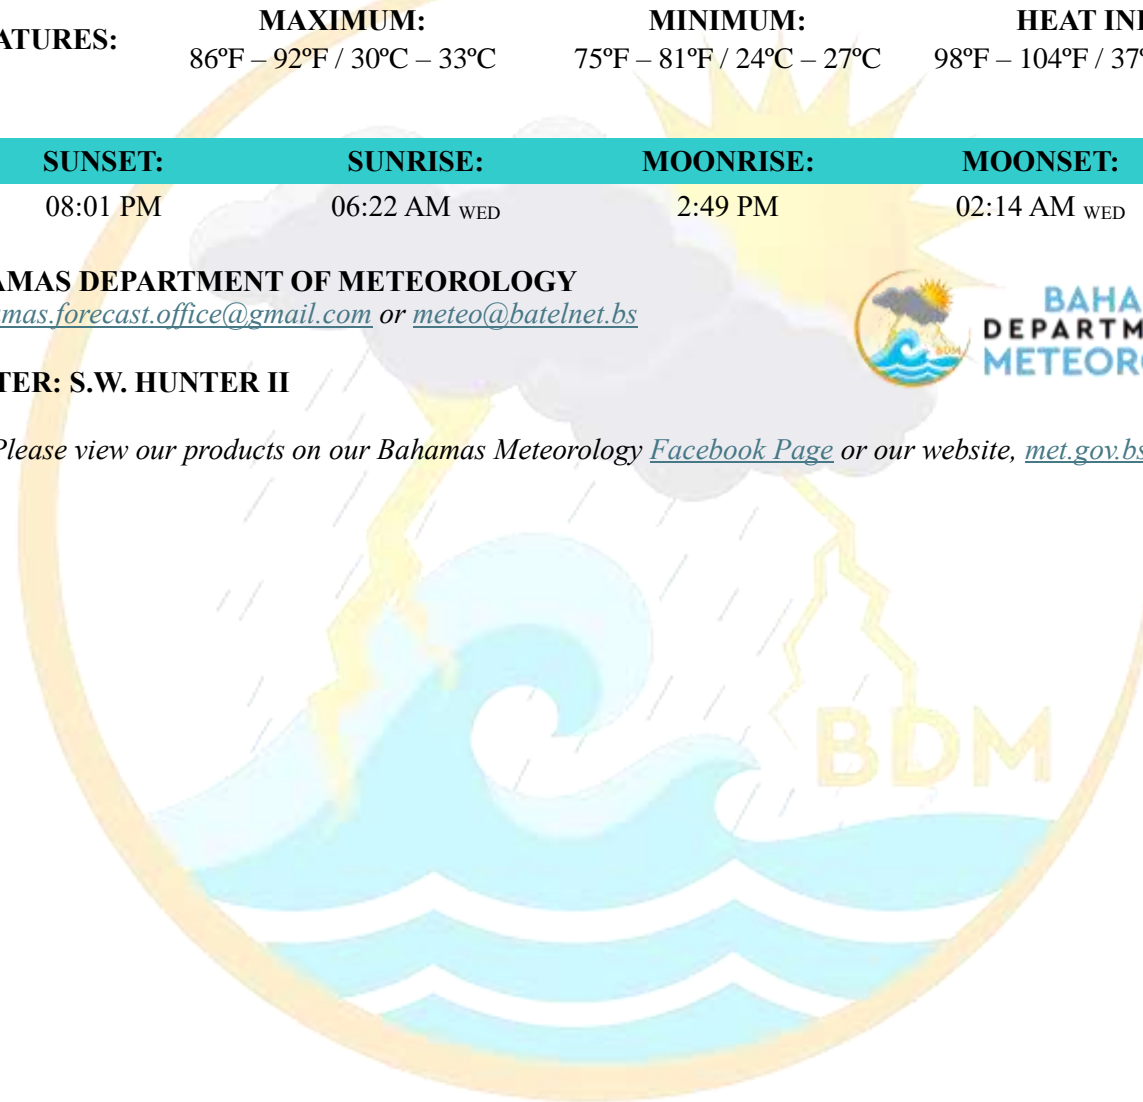 MAXIMUM: MINIMUM: HEAT IN
ATURES:
86ºF – 92ºF / 30ºC – 33ºC 75ºF – 81ºF / 24ºC – 27ºC 98ºF – 104ºF / 37º
SUNSET: SUNRISE: MOONRISE: MOONSET:
08:01 PM 06:22 AM WED 2:49 PM 02:14 AM WED
AMAS DEPARTMENT OF METEOROLOGY
mas.forecast.office@gmail.com or meteo@batelnet.bs
BAHA
DEPARTM
METEOR
BDM
TER: S.W. HUNTER II
Please view our products on our Bahamas Meteorology Facebook Page or our website, met.gov.bs
BDM